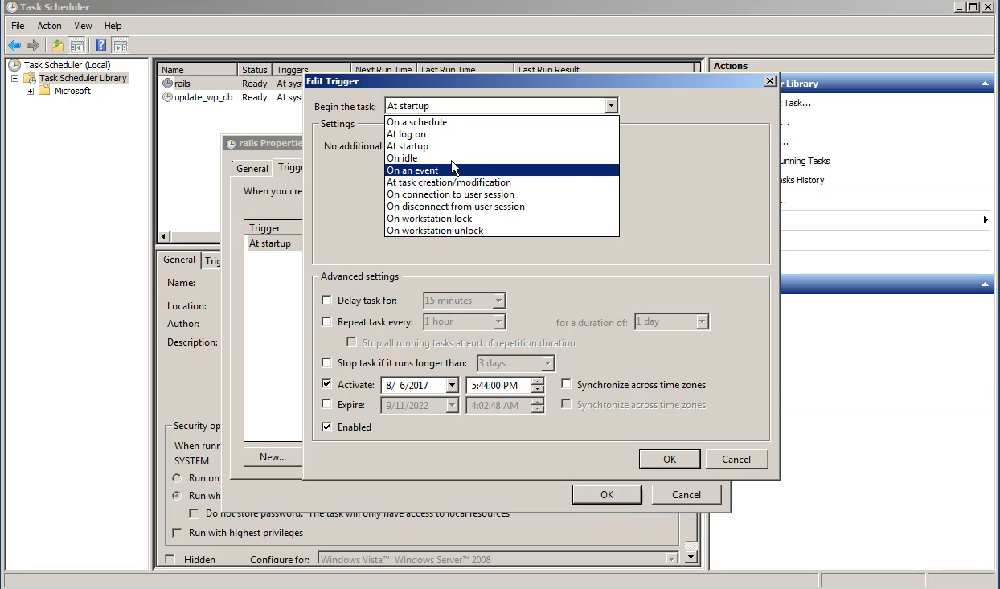 Task Scheduler
File Action View Help
Task Scheduler (Local)
Task Scheduler Library
Microsoft
Name Status Triggers Next Run Time Last Run Time Last Run Result
rails Ready At sys
update_wp_db Ready At sys
Actions
r Library
t Task...
...
...
unning Tasks
asks History
..
rails Propertie
General Trigge
When you cre
Trigger
At startup
New...
OK Cancel
Edit Trigger
Begin the task: At startup
On a schedule
At log on
At startup
On idle
On an event
At task creation/modification
On connection to user session
On disconnect from user session
On workstation lock
On workstation unlock
Settings
No additional
Advanced settings
Delay task for: 15 minutes
Repeat task every: 1 hour for a duration of: 1 day
Stop all running tasks at end of repetition duration
Stop task if it runs longer than: 3 days
Activate: 8/ 6/2017 5:44:00 PM Synchronize across time zones
Expire: 9/11/2022 4:02:48 AM Synchronize across time zones
Enabled
OK Cancel
General Trig
Name:
Location:
Author:
Description:
Security op
When runn
SYSTEM
Run on
Run wh
Do not store password. The task will only have access to local resources
Run with highest privileges
Hidden Configure for: Windows Vista™, Windows Server™ 2008